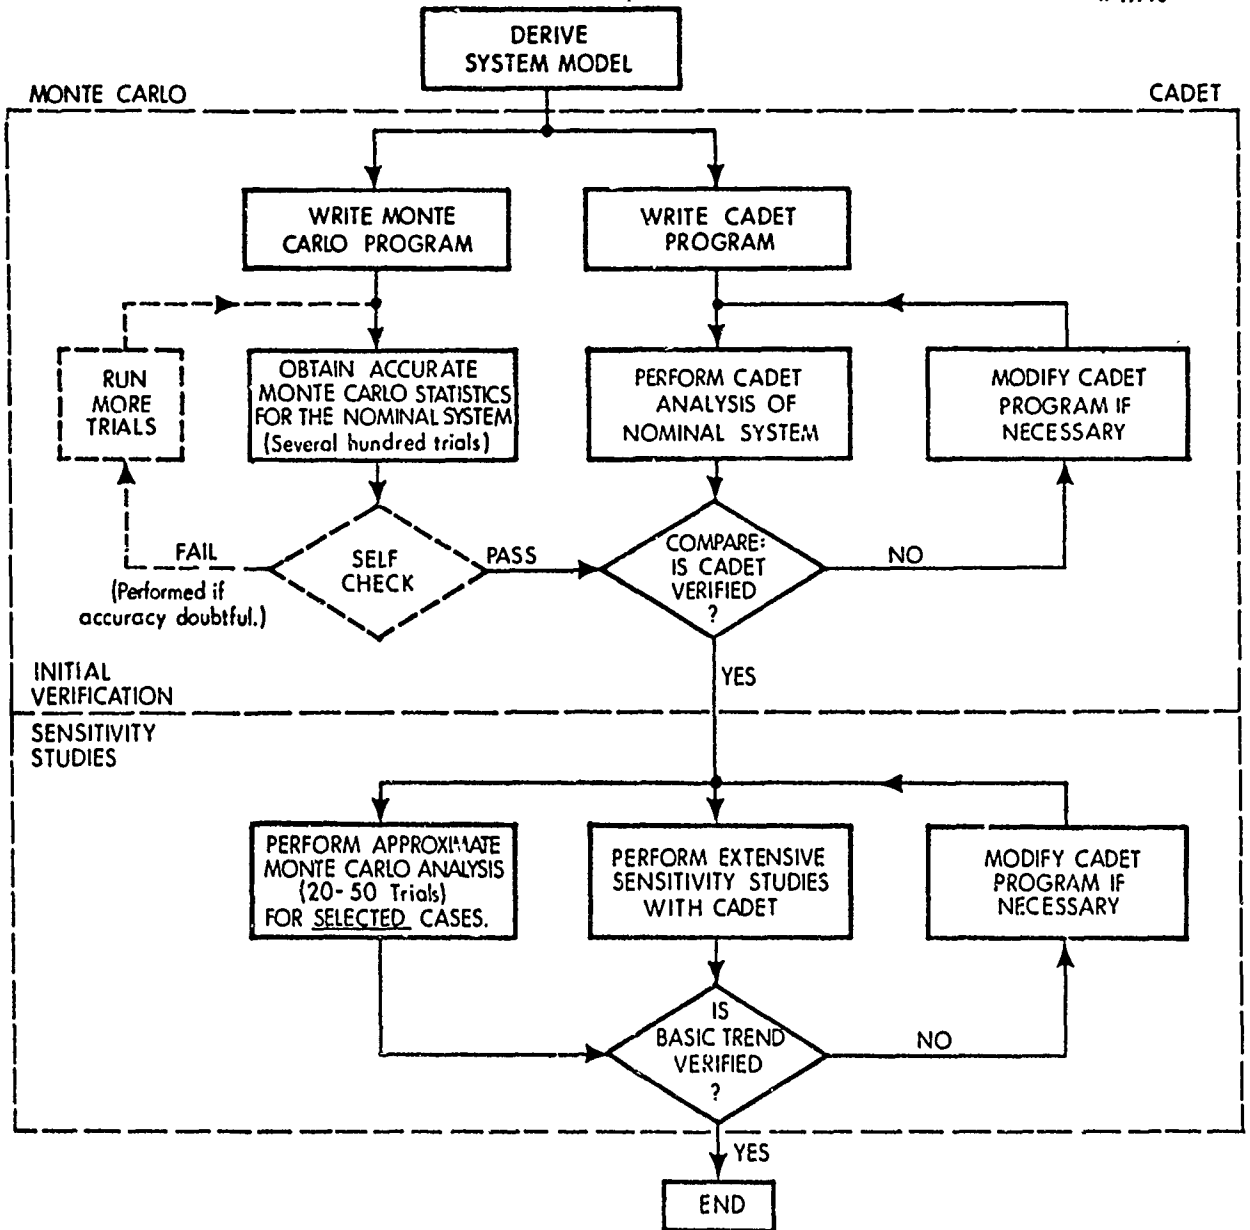 DERIVE
SYSTEM MODEL
MONTE CARLO
CADET
WRITE MONTE
CARLO PROGRAM
WRITE CADET
PROGRAM
RUN
MORE
TRIALS
OBTAIN ACCURATE
MONTE CARLO STATISTICS
FOR THE NOMINAL SYSTEM
(Several hundred trials)
PERFORM CADET
ANALYSIS OF
NOMINAL SYSTEM
MODIFY CADET
PROGRAM IF
NECESSARY
FAIL
(Performed if
accuracy doubtful.)
SELF
CHECK
PASS
COMPARE:
IS CADET
VERIFIED
?
NO
YES
INITIAL
VERIFICATION
SENSITIVITY
STUDIES
PERFORM APPROXIMATE
MONTE CARLO ANALYSIS
(20-50 Trials)
FOR SELECTED CASES.
PERFORM EXTENSIVE
SENSITIVITY STUDIES
WITH CADET
MODIFY CADET
PROGRAM IF
NECESSARY
IS
BASIC TREND
VERIFIED
?
NO
YES
END